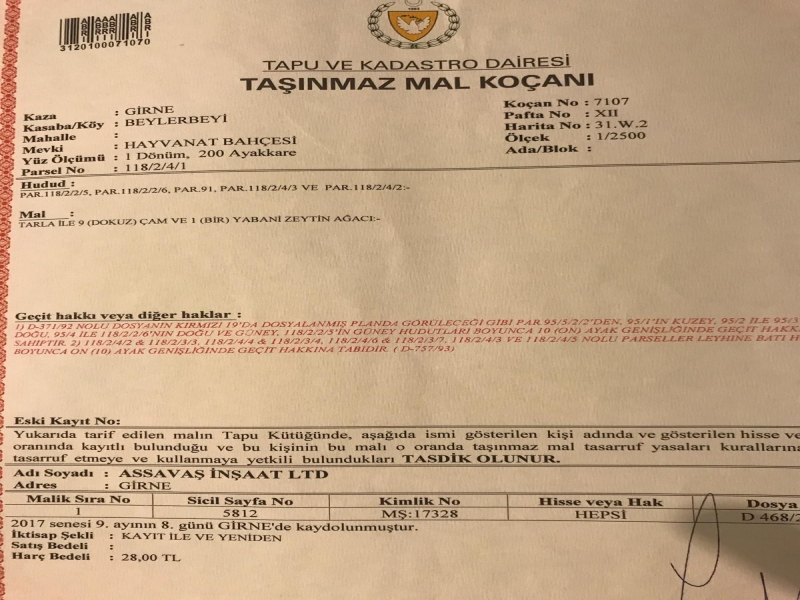 3120100071070
1983
TAPU VE KADASTRO DAİRESİ
TAŞINMAZ MAL KOÇANI
Kaza : GİRNE
Kasaba/Köy : BEYLERBEYİ
Mahalle :
Mevki : HAYVANAT BAHÇESİ
Yüz Ölçümü : 1 Dönüm, 200 Ayakkare
Parsel No : 118/2/4/1
Koçan No : 7107
Pafta No : XII
Harita No : 31.W.2
Ölçek : 1/2500
Ada/Blok :
Hudud :
PAR.118/2/2/5, PAR.118/2/2/6, PAR.91, PAR.118/2/4/3 VE PAR.118/2/4/2:-
Mal :
TARLA İLE 9 (DOKUZ) ÇAM VE 1 (BİR) YABANİ ZEYTİN AĞACI:-
Geçit hakkı veya diğer haklar :
1) D-371/92 NOLU DOSYANIN KIRMIZI 19'DA DOSYALANMIŞ PLANDA GÖRÜLECEĞİ GİBİ PAR.95/5/2/2'DEN, 95/1'IN KUZEY, 95/2 İLE 95/3
DOĞU, 95/4 İLE 118/2/2/6'NIN DOĞU VE GÜNEY, 118/2/2/5'İN GÜNEY HUDUTLARI BOYUNCA 10 (ON) AYAK GENİŞLİĞİNDE GEÇİT HAKK
SAHİPTIR. 2) 118/2/4/2 & 118/2/3/3, 118/2/4/4 & 118/2/3/4, 118/2/4/6 & 118/2/3/7, 118/2/4/3 VE 118/2/4/5 NOLU PARSELLER LEYHINE BATI H
BOYUNCA ON (10) AYAK GENİŞLİĞİNDE GEÇİT HAKKINA TABİDİR. ( D-757/93)
Eski Kayıt No:
Yukarıda tarif edilen malın Tapu Kütüğünde, aşağıda ismi gösterilen kişi adında ve gösterilen hisse ve
oranında kayıtlı bulunduğu ve bu kişinin bu malı o oranda taşınmaz mal tasarruf yasaları kurallarına
tasarruf etmeye ve kullanmaya yetkili bulundukları TASDİK OLUNUR.
Adı Soyadı : ASSAVAŞ İNŞAAT LTD
Adres : GİRNE
Malik Sıra No Sicil Sayfa No Kimlik No Hisse veya Hak Dosya
1 5812 MŞ:17328 HEPSİ D 468/2
2017 senesi 9. ayının 8. günü GİRNE'de kaydolunmuştur.
İktisap Şekli : KAYIT İLE VE YENİDEN
Satış Bedeli :
Harç Bedeli : 28,00 TL